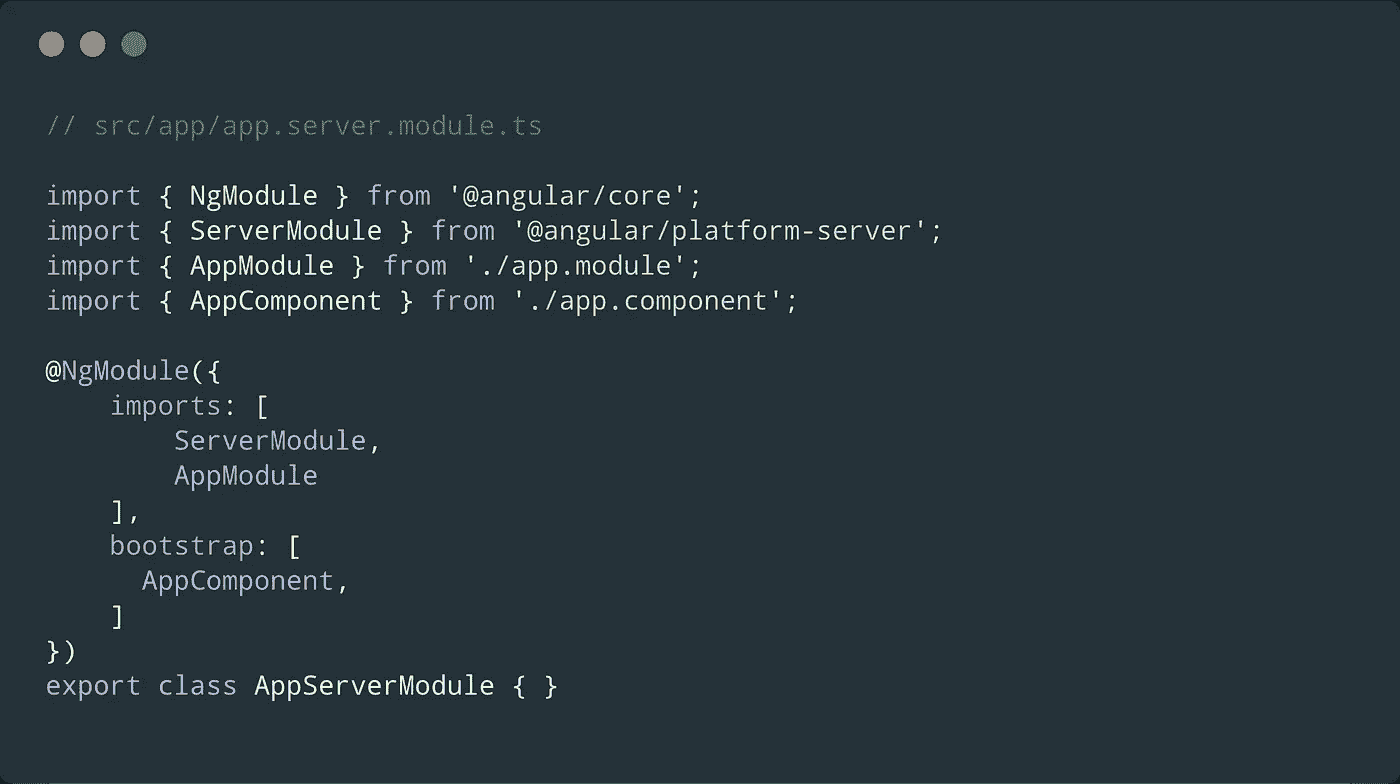 // src/app/app.server.module.ts

import { NgModule } from '@angular/core';
import { ServerModule } from '@angular/platform-server';
import { AppModule } from './app.module';
import { AppComponent } from './app.component';

@NgModule({
    imports: [
        ServerModule,
        AppModule
    ],
    bootstrap: [
      AppComponent,
    ]
})
export class AppServerModule { }